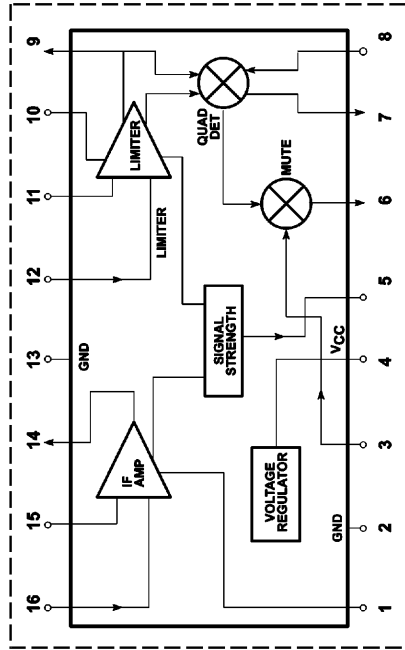 16 15 14 13 12 11 10 9
GND
IF
AMP
LIMITER
LIMITER
QUAD
DET
SIGNAL
STRENGTH
MUTE
VOLTAGE
REGULATOR
GND
VCC
1 2 3 4 5 6 7 8